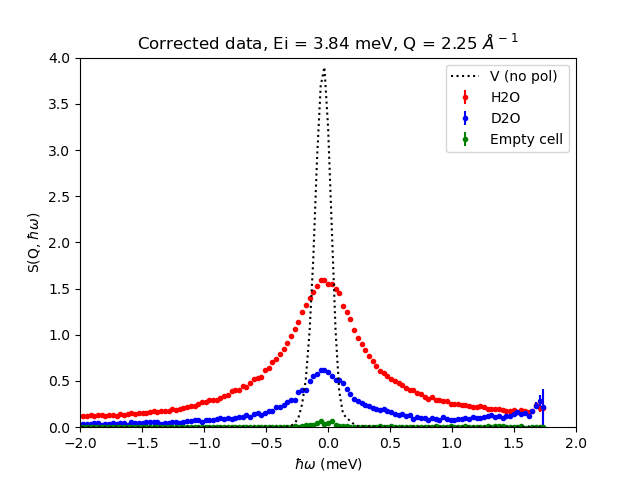 Corrected data, Ei = 3.84 meV, Q = 2.25 Å⁻¹
V (no pol)
H2O
D2O
Empty cell
4.0
3.5
3.0
2.5
2.0
1.5
1.0
0.5
0.0
S(Q, ℏω)
−2.0 −1.5 −1.0 −0.5 0.0 0.5 1.0 1.5 2.0
ℏω (meV)